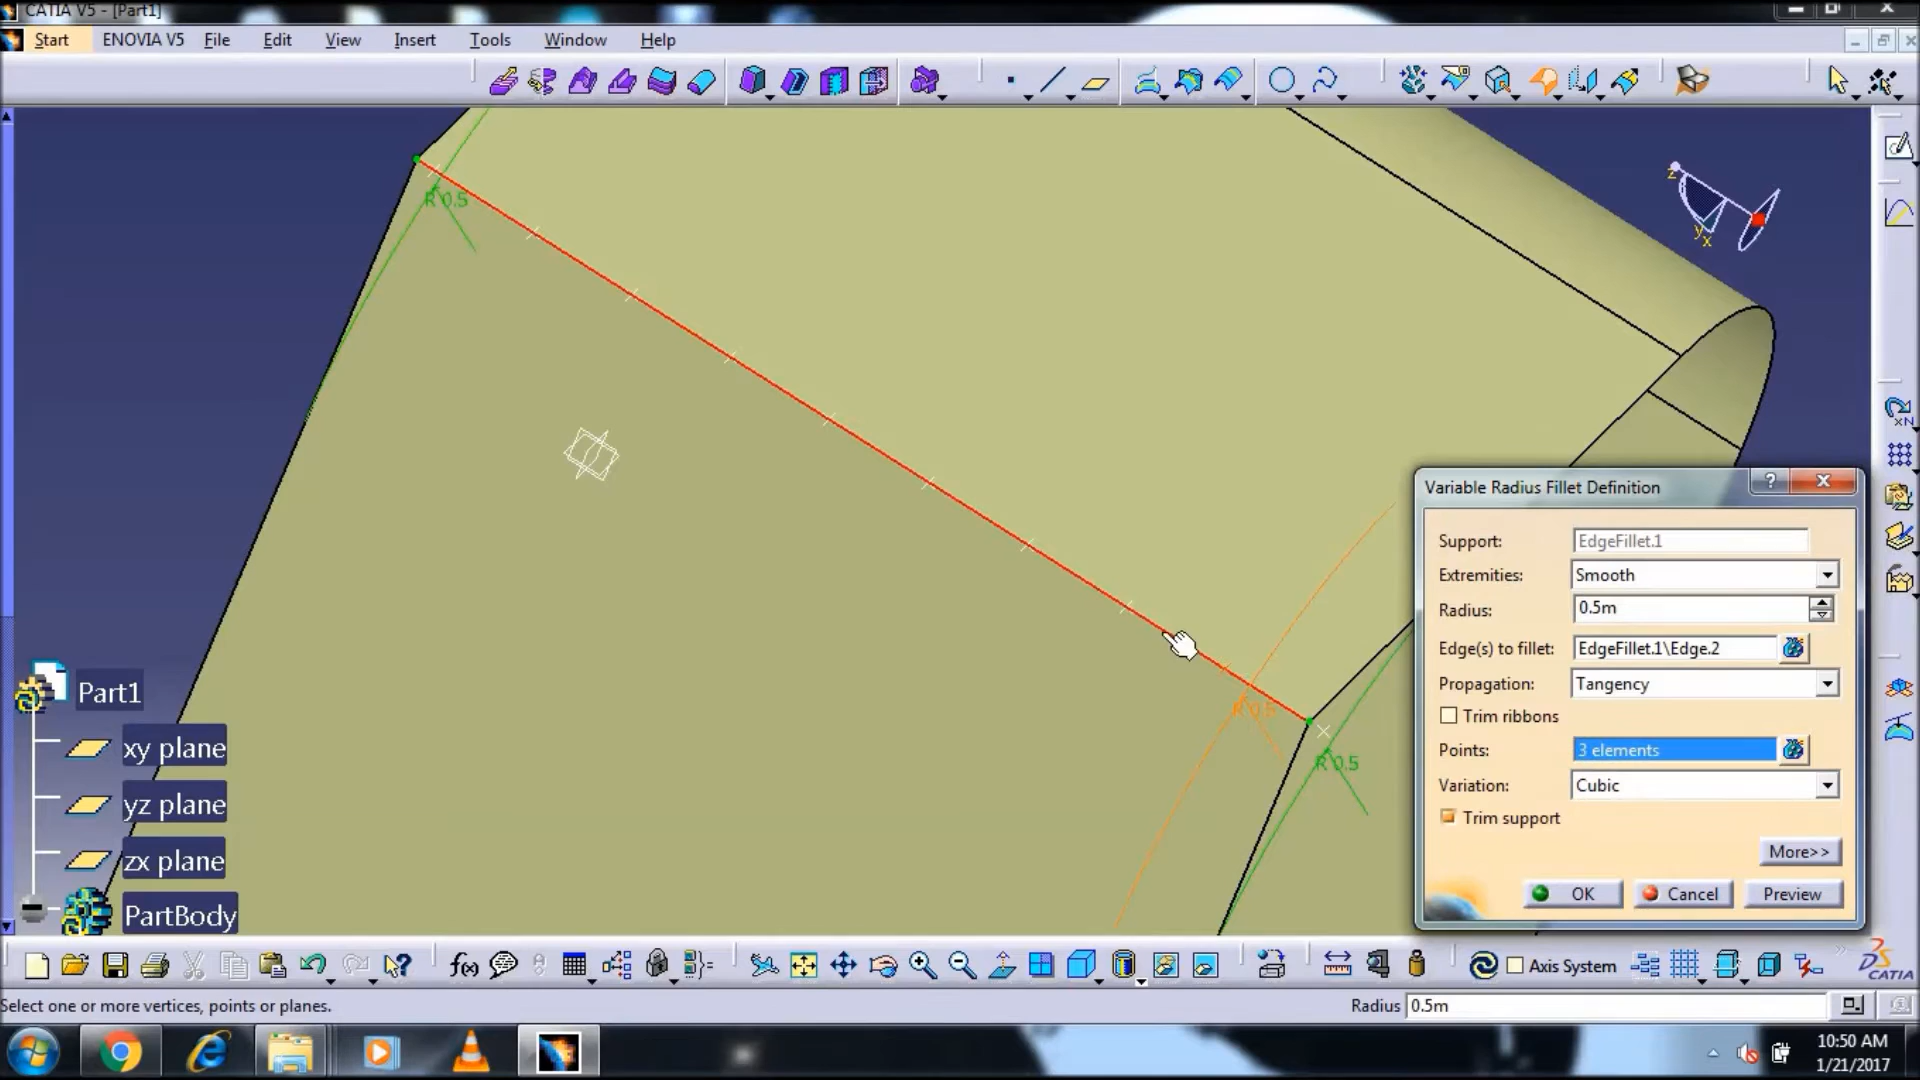 CATIA V5 - [Part1]
Start ENOVIA V5 File Edit View Insert Tools Window Help
R 0.5
z
y
x
R 0.5
R 0.5
Variable Radius Fillet Definition
?
Support: EdgeFillet.1
Extremities: Smooth
Radius: 0.5m
Edge(s) to fillet: EdgeFillet.1\Edge.2
Propagation: Tangency
Trim ribbons
Points: 3 elements
Variation: Cubic
Trim support
More>>
OK Cancel Preview
Part1
xy plane
yz plane
zx plane
PartBody
f(x)
Axis System
CATIA
Select one or more vertices, points or planes.
Radius 0.5m
10:50 AM
1/21/2017